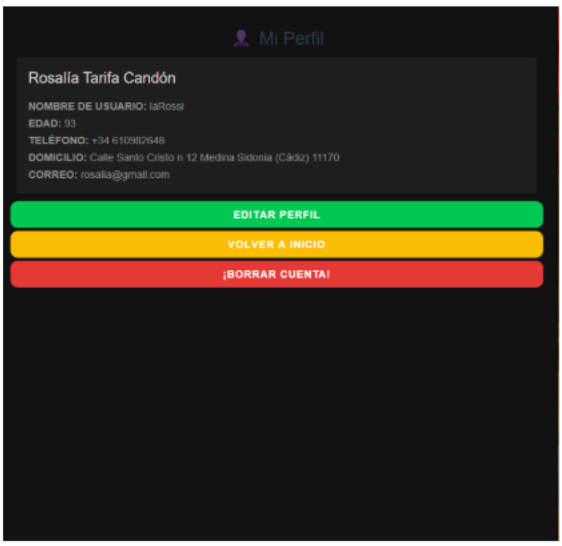 Mi Perfil
Rosalía Tarifa Candón
NOMBRE DE USUARIO: laRossi
EDAD: 93
TELÉFONO: +34 610982648
DOMICILIO: Calle Santo Cristo n 12 Medina Sidonia (Cádiz) 11170
CORREO: rosalia@gmail.com
EDITAR PERFIL
VOLVER A INICIO
¡BORRAR CUENTA!